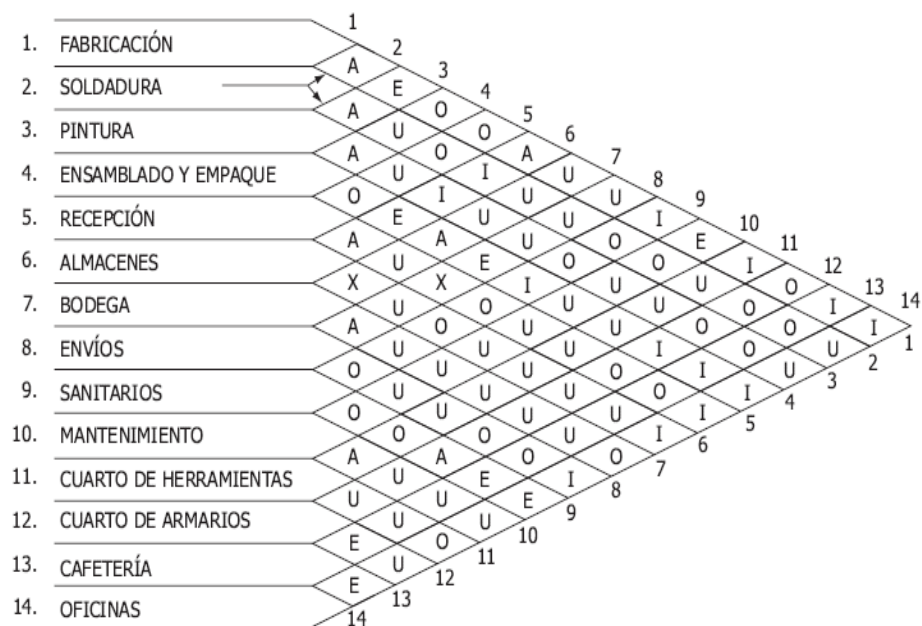 1 2 3 4 5 6 7 8 9 10 11 12 13 14
1. FABRICACIÓN
A E O O A U U I E I O I I
2. SOLDADURA
A U O I U U O O U O O U
3. PINTURA
A U I U U O U U O O U
4. ENSAMBLADO Y EMPAQUE
O E A E I U U I I I
5. RECEPCIÓN
A U X O U U O O I
6. ALMACENES
X U O U U U U I
7. BODEGA
A U U U U U O
8. ENVÍOS
O U U O O I
9. SANITARIOS
O O A E E
10. MANTENIMIENTO
A U U U
11. CUARTO DE HERRAMIENTAS
U U O
12. CUARTO DE ARMARIOS
E U
13. CAFETERÍA
E
14. OFICINAS
14 13 12 11 10 9 8 7 6 5 4 3 2 1